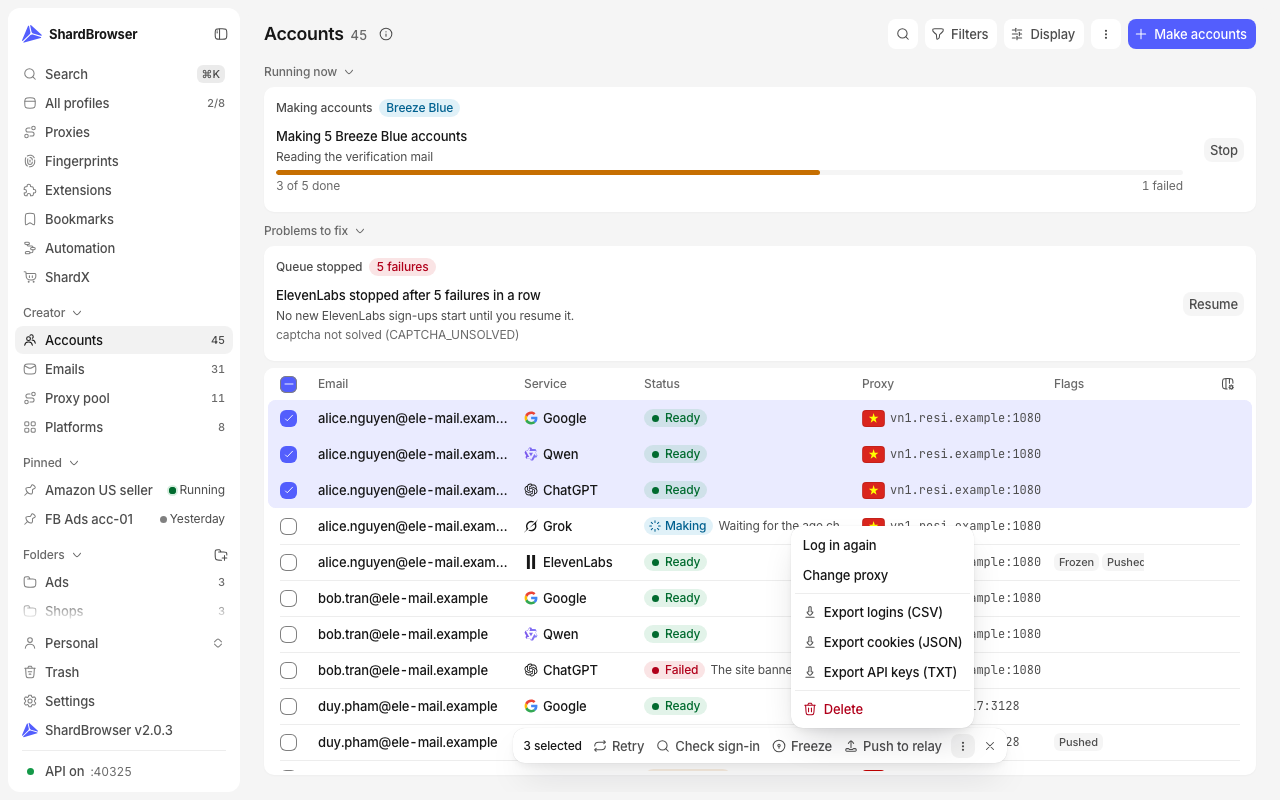 ShardBrowser
Search ⌘K
All profiles 2/8
Proxies
Fingerprints
Extensions
Bookmarks
Automation
ShardX
Creator
Accounts 45
Emails 31
Proxy pool 11
Platforms 8
Pinned
Amazon US seller Running
FB Ads acc-01 Yesterday
Folders
Ads 3
Shops 3
Personal
Trash
Settings
ShardBrowser v2.0.3
API on :40325
Accounts 45
Filters
Display
Make accounts
Running now
Making accounts Breeze Blue
Making 5 Breeze Blue accounts
Reading the verification mail
3 of 5 done 1 failed
Stop
Problems to fix
Queue stopped 5 failures
ElevenLabs stopped after 5 failures in a row
No new ElevenLabs sign-ups start until you resume it.
captcha not solved (CAPTCHA_UNSOLVED)
Resume
Email Service Status Proxy Flags
alice.nguyen@ele-mail.exam... Google Ready vn1.resi.example:1080
alice.nguyen@ele-mail.exam... Qwen Ready vn1.resi.example:1080
alice.nguyen@ele-mail.exam... ChatGPT Ready vn1.resi.example:1080
alice.nguyen@ele-mail.exam... Grok Making Waiting for the age ch... vn1.resi.example:1080
alice.nguyen@ele-mail.exam... ElevenLabs Ready mple:1080 Frozen Pushed
bob.tran@ele-mail.example Google Ready mple:1080
bob.tran@ele-mail.example Qwen Ready mple:1080
bob.tran@ele-mail.example ChatGPT Failed The site banne mple:1080
duy.pham@ele-mail.example Google Ready 7:3128
duy.pham@ele-mail.example 28 Pushed
Log in again
Change proxy
Export logins (CSV)
Export cookies (JSON)
Export API keys (TXT)
Delete
3 selected Retry Check sign-in Freeze Push to relay